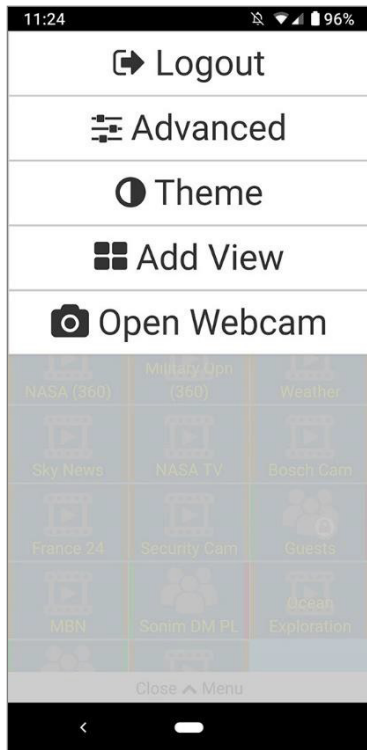 11:24
96%
Logout
Advanced
Theme
Add View
Open Webcam
NASA (360)
Military Opn
(360)
Weather
Sky News
NASA TV
Bosch Cam
France 24
Security Cam
Guests
MBN
Sonim DM PL
Ocean
Exploration
Close Menu